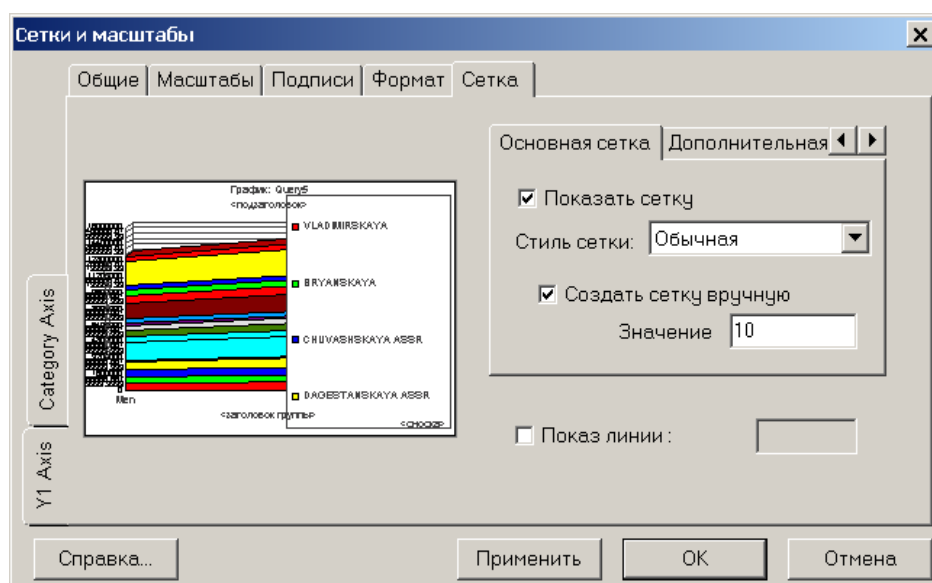 Сетки и масштабы
Общие
Масштабы
Подписи
Формат
Сетка
Основная сетка
Дополнительная
Показать сетку
Стиль сетки:
Обычная
Создать сетку вручную
Значение
10
Показ линии :
График: Query5
<подзаголовок>
VLADIMIRSKAYA
BRYANSKAYA
CHUVASHSKAYA ASSR
DAGESTANSKAYA ASSR
Men
<заголовок группы>
<сноска>
Category Axis
Y1 Axis
Справка...
Применить
OK
Отмена